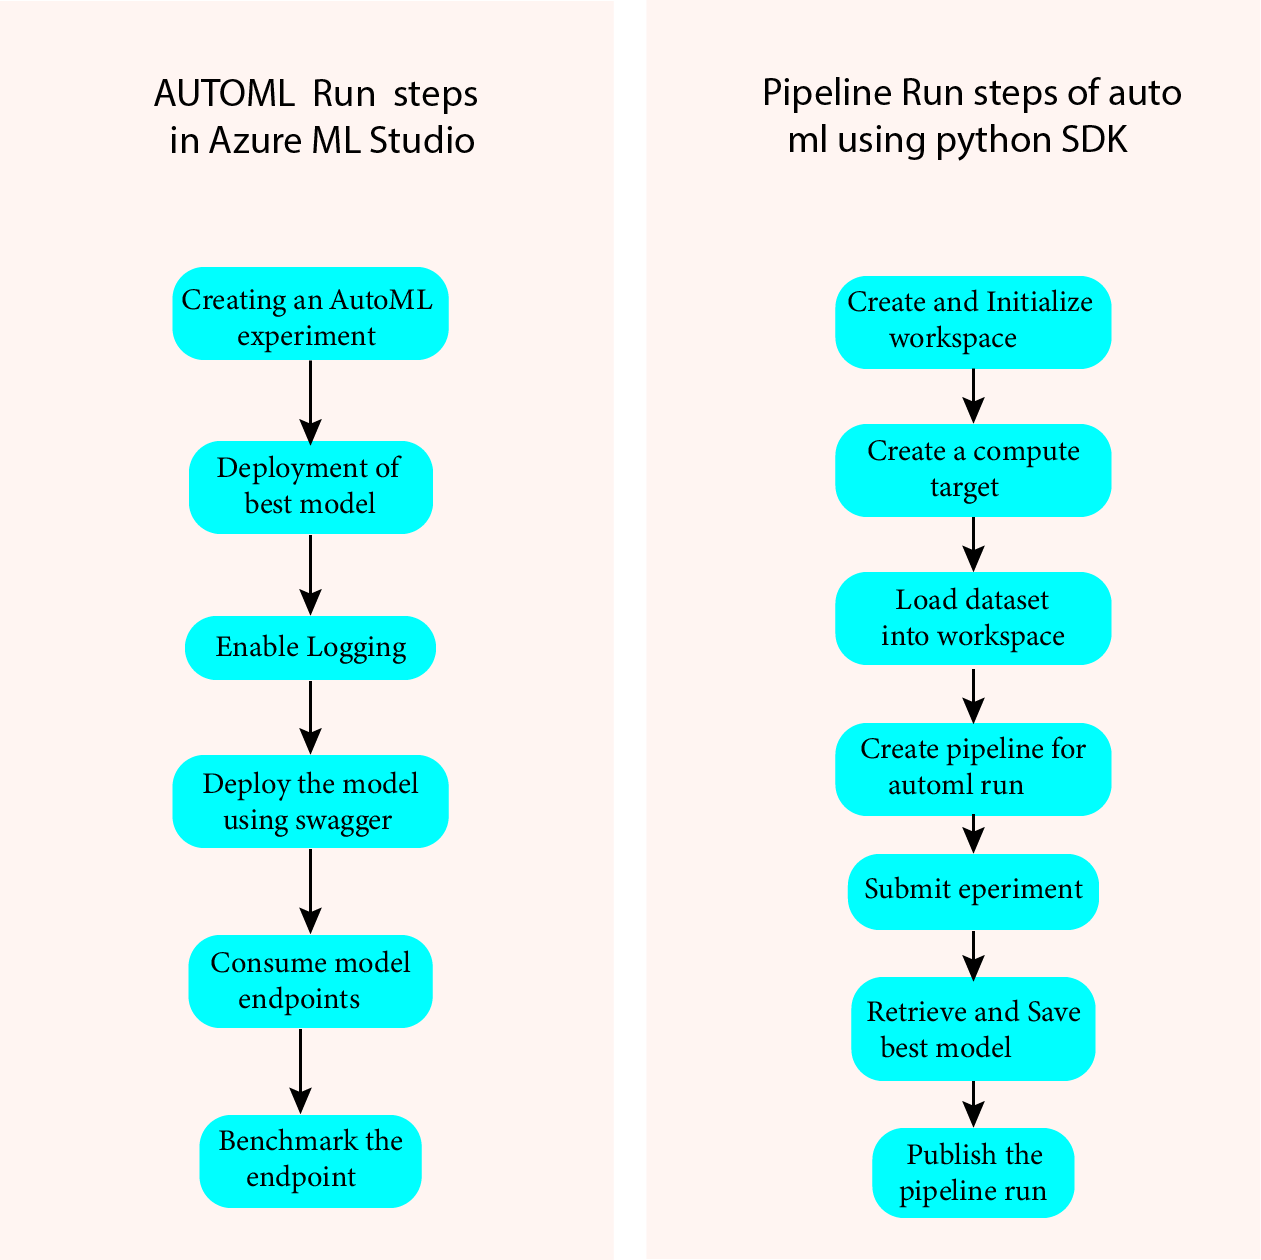 AUTOML Run steps
in Azure ML Studio
Creating an AutoML
experiment
Deployment of
best model
Enable Logging
Deploy the model
using swagger
Consume model
endpoints
Benchmark the
endpoint
Pipeline Run steps of auto
ml using python SDK
Create and Initialize
workspace
Create a compute
target
Load dataset
into workspace
Create pipeline for
automl run
Submit eperiment
Retrieve and Save
best model
Publish the
pipeline run